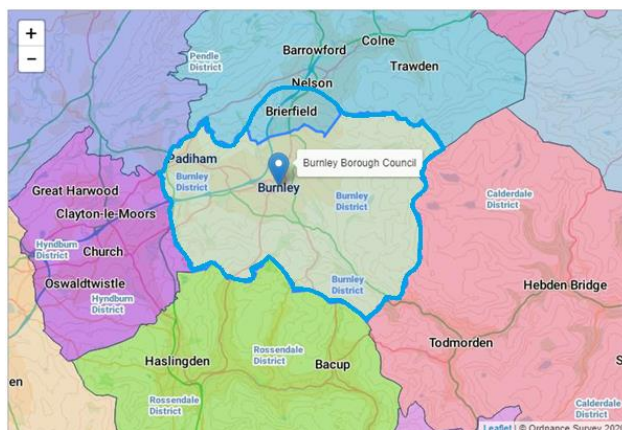 +
−
Colne
Barrowford
Pendle
District
Trawden
Nelson
Brierfield
Padiham
Burnley Borough Council
Burnley
District
Burnley
Great Harwood
Burnley
District
Calderdale
District
Clayton-le-Moors
Hyndburn
District
Church
Oswaldtwistle
Burnley
District
Hebden Bridge
Hyndburn
District
Todmorden
Haslingden
Rossendale
District
Bacup
S
en
Rossendale
District
Calderdale
District
Leaflet | © Ordnance Survey 2020